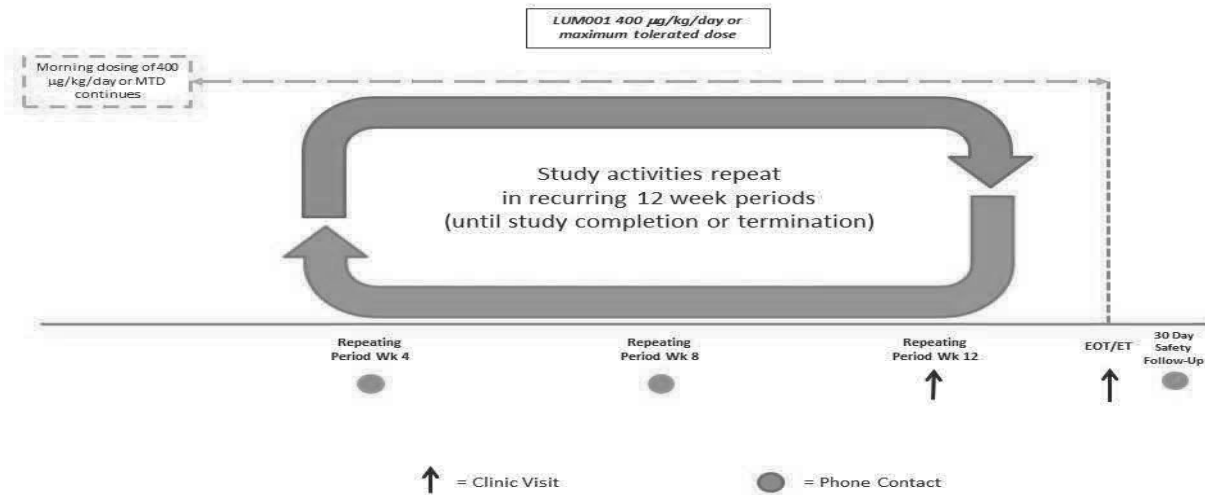 LUM001 400 µg/kg/day or
maximum tolerated dose
Morning dosing of 400
µg/kg/day or MTD
continues
Study activities repeat
in recurring 12 week periods
(until study completion or termination)
Repeating
Period Wk 4
Repeating
Period Wk 8
Repeating
Period Wk 12
EOT/ET
30 Day
Safety
Follow-Up
= Clinic Visit
= Phone Contact